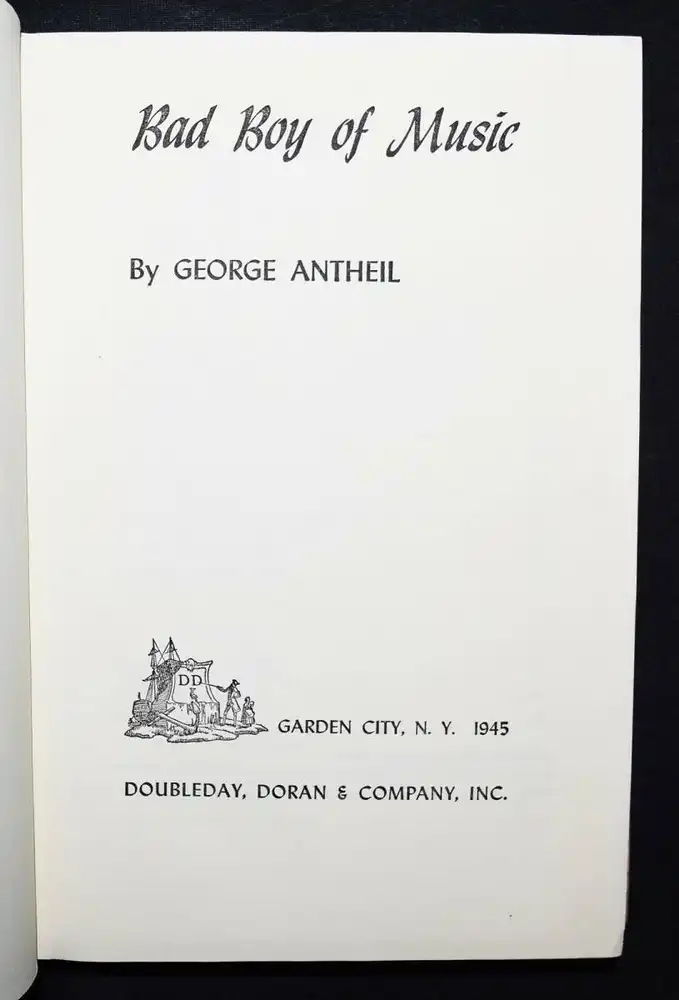 Bad Boy of Music
By GEORGE ANTHEIL
DD
GARDEN CITY, N. Y. 1945
DOUBLEDAY, DORAN & COMPANY, INC.